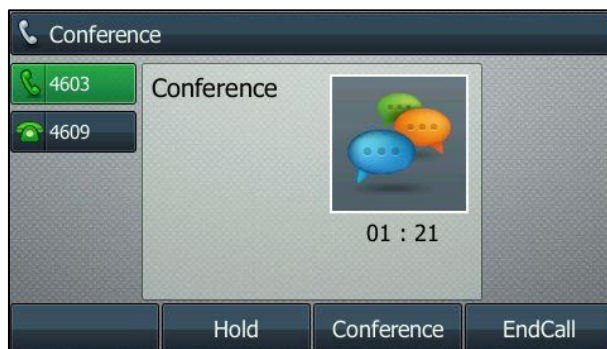 Conference
4603
4609
Conference
01 : 21
Hold Conference EndCall